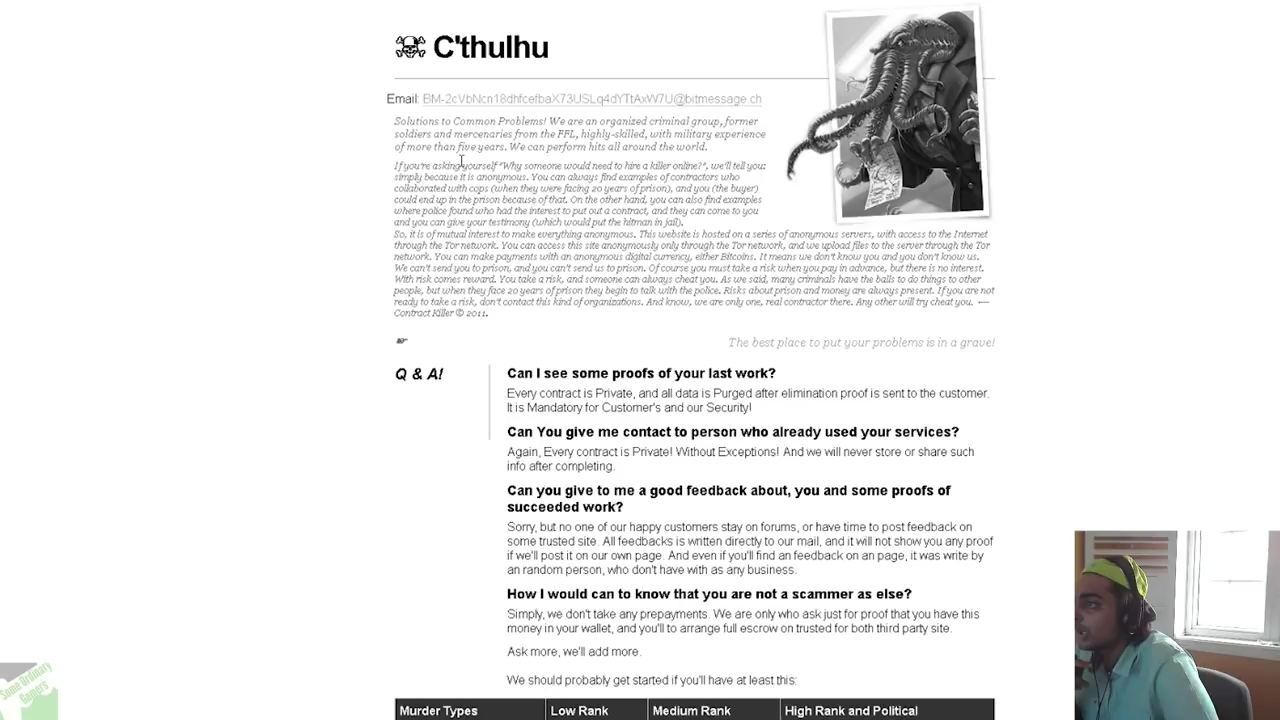 C'thulhu
Email: BM-2cVbNcn18dhfcefbaX73USLq4dYTtAxW7U@bitmessage.ch
Solutions to Common Problems! We are an organized criminal group, former
soldiers and mercenaries from the FFL, highly-skilled, with military experience
of more than five years. We can perform hits all around the world.
If you're asking yourself "Why someone would need to hire a killer online?", we'll tell you:
simply because it is anonymous. You can always find examples of contractors who
collaborated with cops (when they were facing 20 years of prison), and you (the buyer)
could end up in the prison because of that. On the other hand, you can also find examples
where police found who had the interest to put out a contract, and they can come to you
and you can give your testimony (which would put the hitman in jail).
So, it is of mutual interest to make everything anonymous. This website is hosted on a series of anonymous servers, with access to the Internet
through the Tor network. You can access this site anonymously only through the Tor network, and we upload files to the server through the Tor
network. You can make payments with an anonymous digital currency, either Bitcoins. It means we don't know you and you don't know us.
We can't send you to prison, and you can't send us to prison. Of course you must take a risk when you pay in advance, but there is no interest.
With risk comes reward. You take a risk, and someone can always cheat you. As we said, many criminals have the balls to do things to other
people, but when they face 20 years of prison they begin to talk with the police. Risks about prison and money are always present. If you are not
ready to take a risk, don't contact this kind of organizations. And know, we are only one, real contractor there. Any other will try cheat you. —
Contract Killer © 2011.
The best place to put your problems is in a grave!
Q & A!
Can I see some proofs of your last work?
Every contract is Private, and all data is Purged after elimination proof is sent to the customer.
It is Mandatory for Customer's and our Security!
Can You give me contact to person who already used your services?
Again, Every contract is Private! Without Exceptions! And we will never store or share such
info after completing.
Can you give to me a good feedback about, you and some proofs of
succeeded work?
Sorry, but no one of our happy customers stay on forums, or have time to post feedback on
some trusted site. All feedbacks is written directly to our mail, and it will not show you any proof
if we'll post it on our own page. And even if you'll find an feedback on an page, it was write by
an random person, who don't have with as any business.
How I would can to know that you are not a scammer as else?
Simply, we don't take any prepayments. We are only who ask just for proof that you have this
money in your wallet, and you'll to arrange full escrow on trusted for both third party site.
Ask more, we'll add more.
We should probably get started if you'll have at least this:
Murder Types Low Rank Medium Rank High Rank and Political
Some Ordinary
Gamers